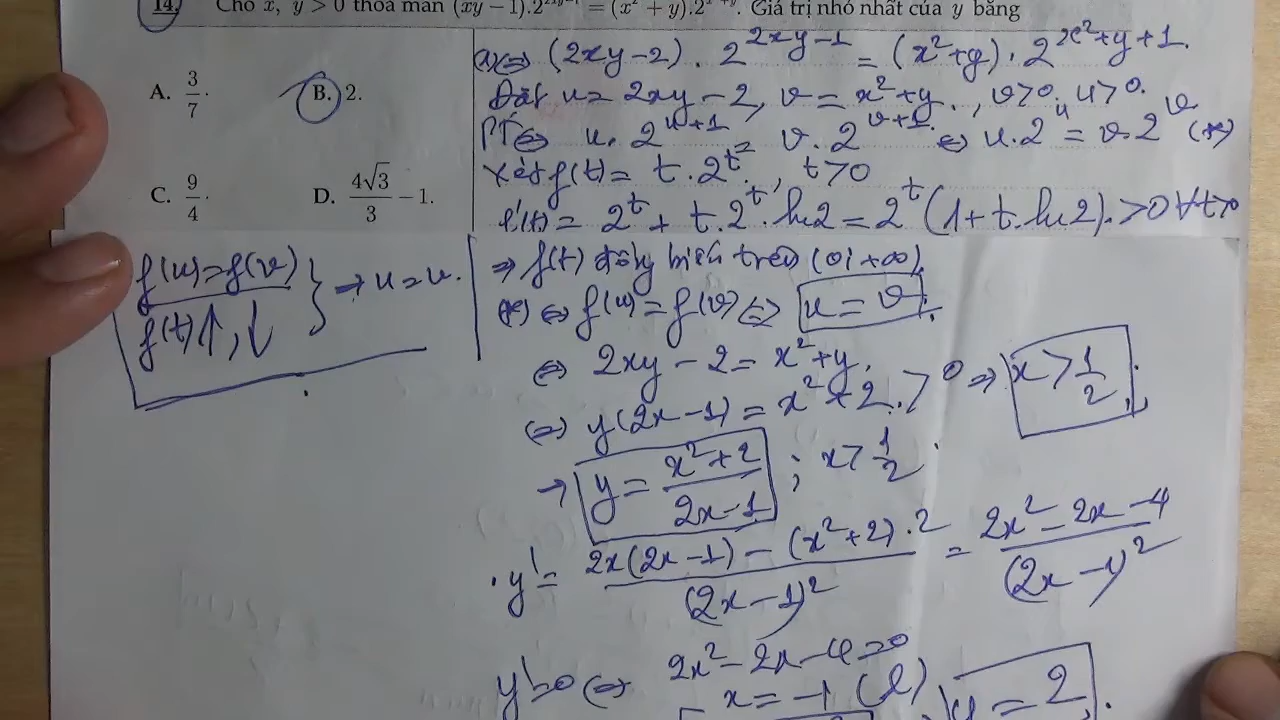 14. Cho x, y > 0 thỏa mãn (xy − 1).2^{2xy−1} = (x² + y).2^{x²+y}. Giá trị nhỏ nhất của y bằng
A. 3/7.
B. 2.
C. 9/4.
D. 4√3/3 − 1.
⇔ (2xy − 2). 2^{2xy−1} = (x² + y). 2^{x²+y+1}.
Đặt u = 2xy − 2, v = x² + y., v > 0, u > 0.
PT ⇔ u. 2^{u+1} = v. 2^{v+1}. ⇔ u.2^u = v.2^v (*)
Xét f(t) = t.2^t, t > 0
f'(t) = 2^t + t.2^t.ln2 = 2^t (1 + t.ln2). > 0 ∀t > 0
⇒ f(t) đồng biến trên (0; +∞)
(*) ⇔ f(u) = f(v) ⇔ u = v.
⇔ 2xy − 2 = x² + y.
⇔ y(2x − 1) = x² + 2. > 0 ⇒ x > 1/2.
→ y = (x² + 2)/(2x − 1) ; x > 1/2.
y' = (2x(2x − 1) − (x² + 2).2)/(2x − 1)² = (2x² − 2x − 4)/(2x − 1)²
y' = 0 ⇔ 2x² − 2x − 4 = 0
x = −1 (l)
y = 2.
f(u) = f(v)
f(t) ↑, ↓ } → u = v.